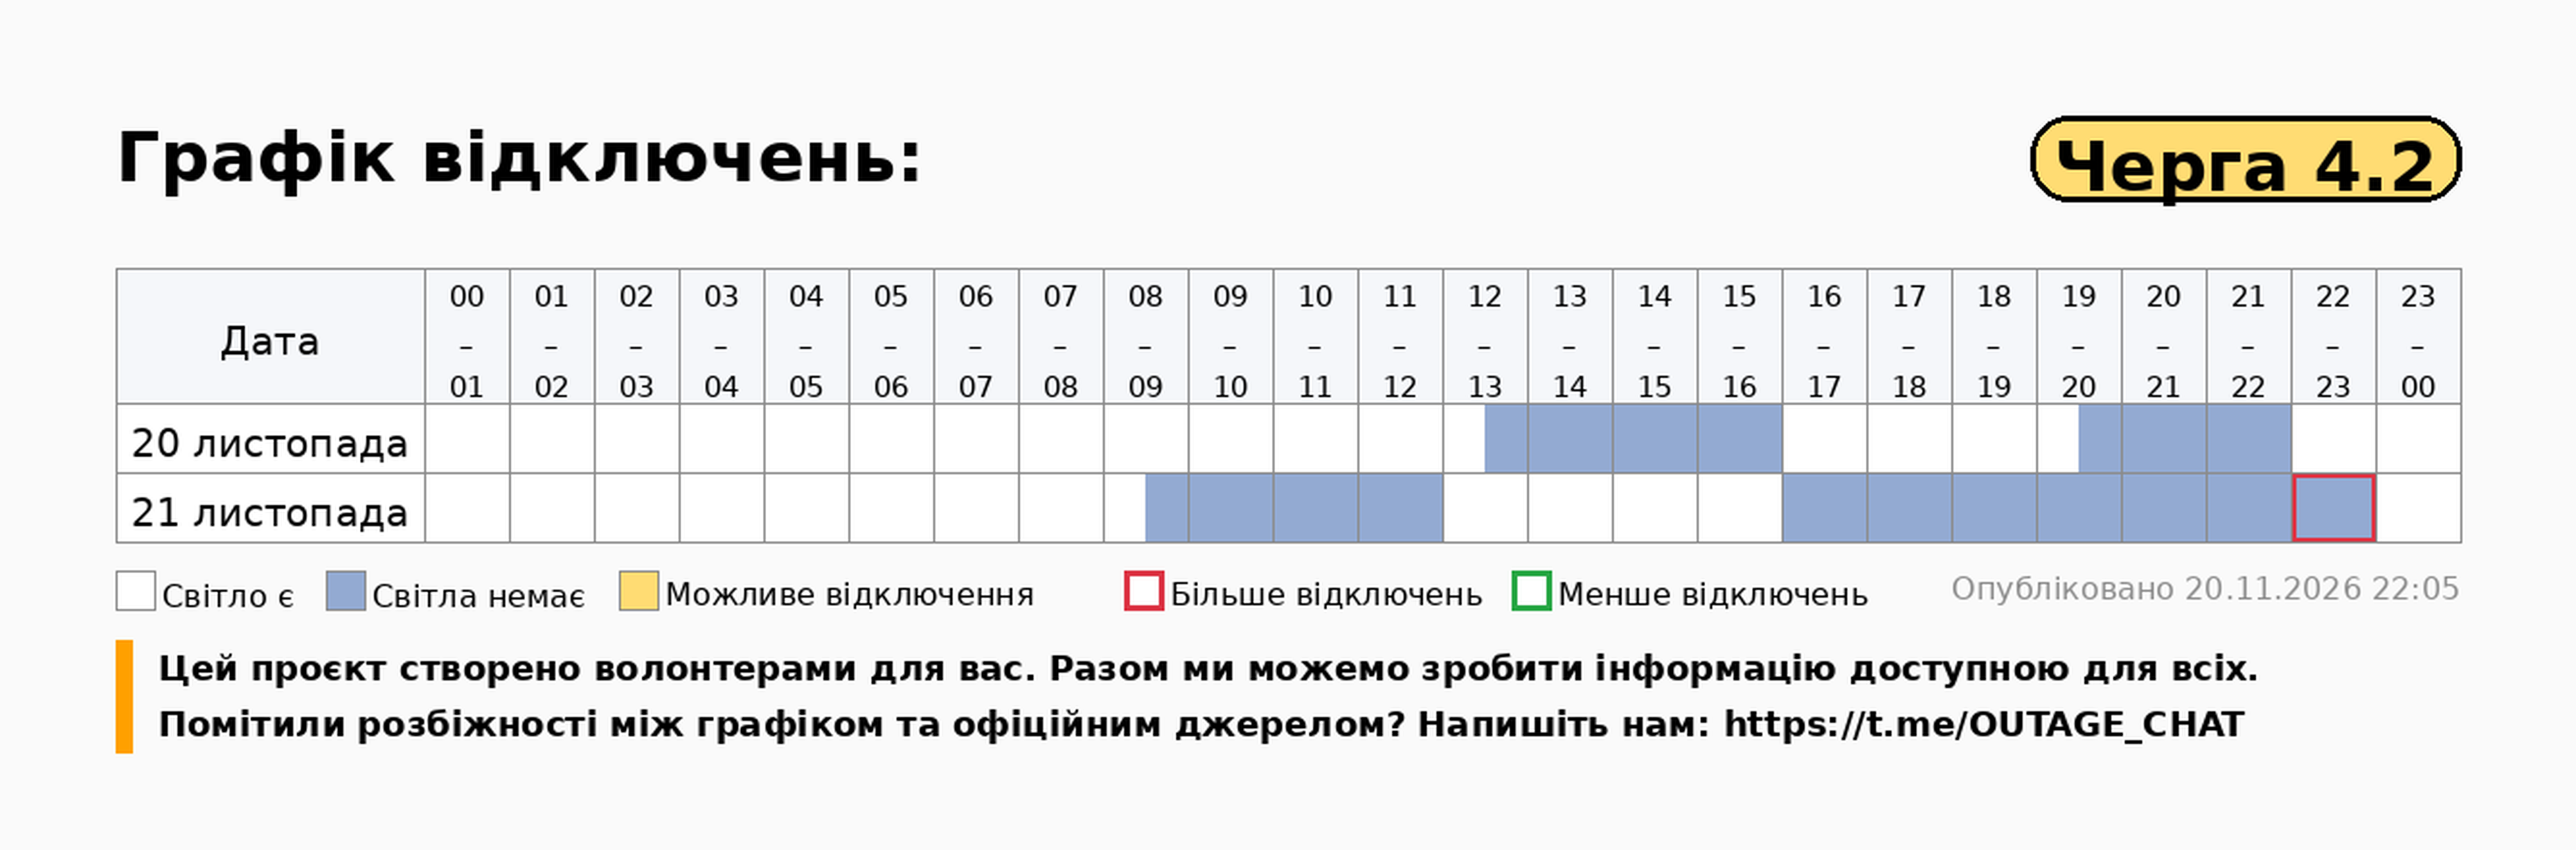 Графік відключень:
Черга 4.2
Дата 00 – 01 01 – 02 02 – 03 03 – 04 04 – 05 05 – 06 06 – 07 07 – 08 08 – 09 09 – 10 10 – 11 11 – 12 12 – 13 13 – 14 14 – 15 15 – 16 16 – 17 17 – 18 18 – 19 19 – 20 20 – 21 21 – 22 22 – 23 23 – 00
20 листопада
21 листопада
Світло є Світла немає Можливе відключення Більше відключень Менше відключень Опубліковано 20.11.2026 22:05
Цей проєкт створено волонтерами для вас. Разом ми можемо зробити інформацію доступною для всіх.
Помітили розбіжності між графіком та офіційним джерелом? Напишіть нам: https://t.me/OUTAGE_CHAT